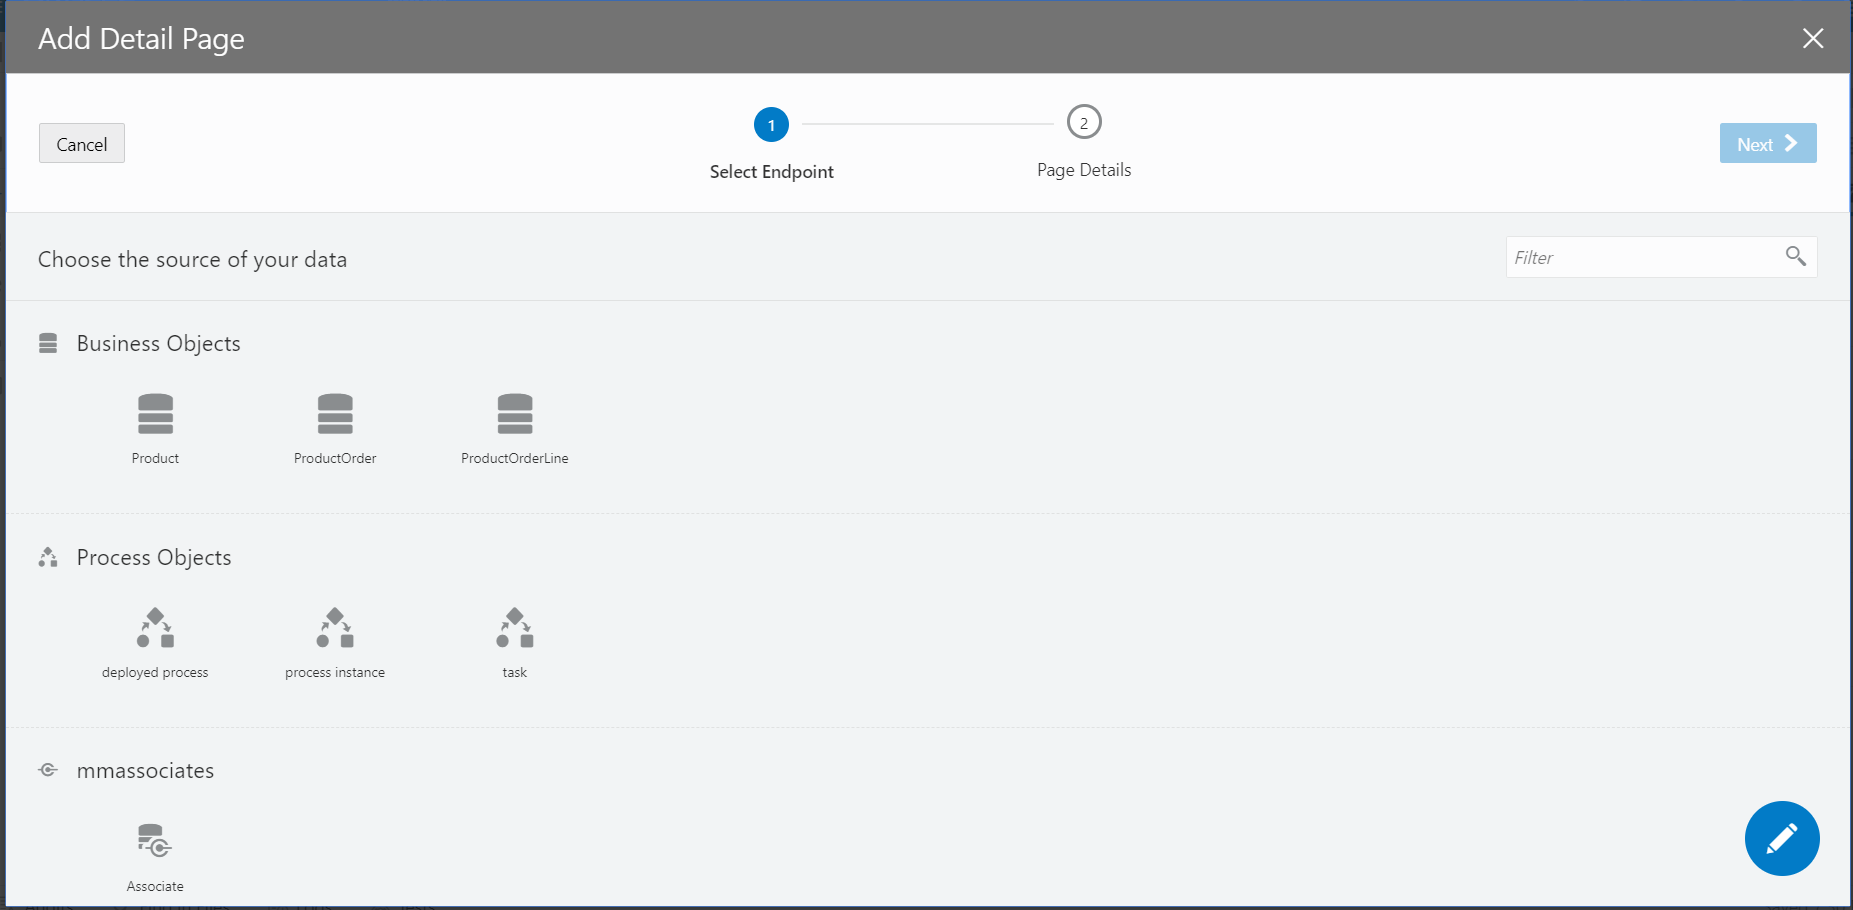 Add Detail Page
Cancel
1
2
Next
Select Endpoint
Page Details
Choose the source of your data
Filter
Business Objects
Product
ProductOrder
ProductOrderLine
Process Objects
deployed process
process instance
task
mmassociates
Associate